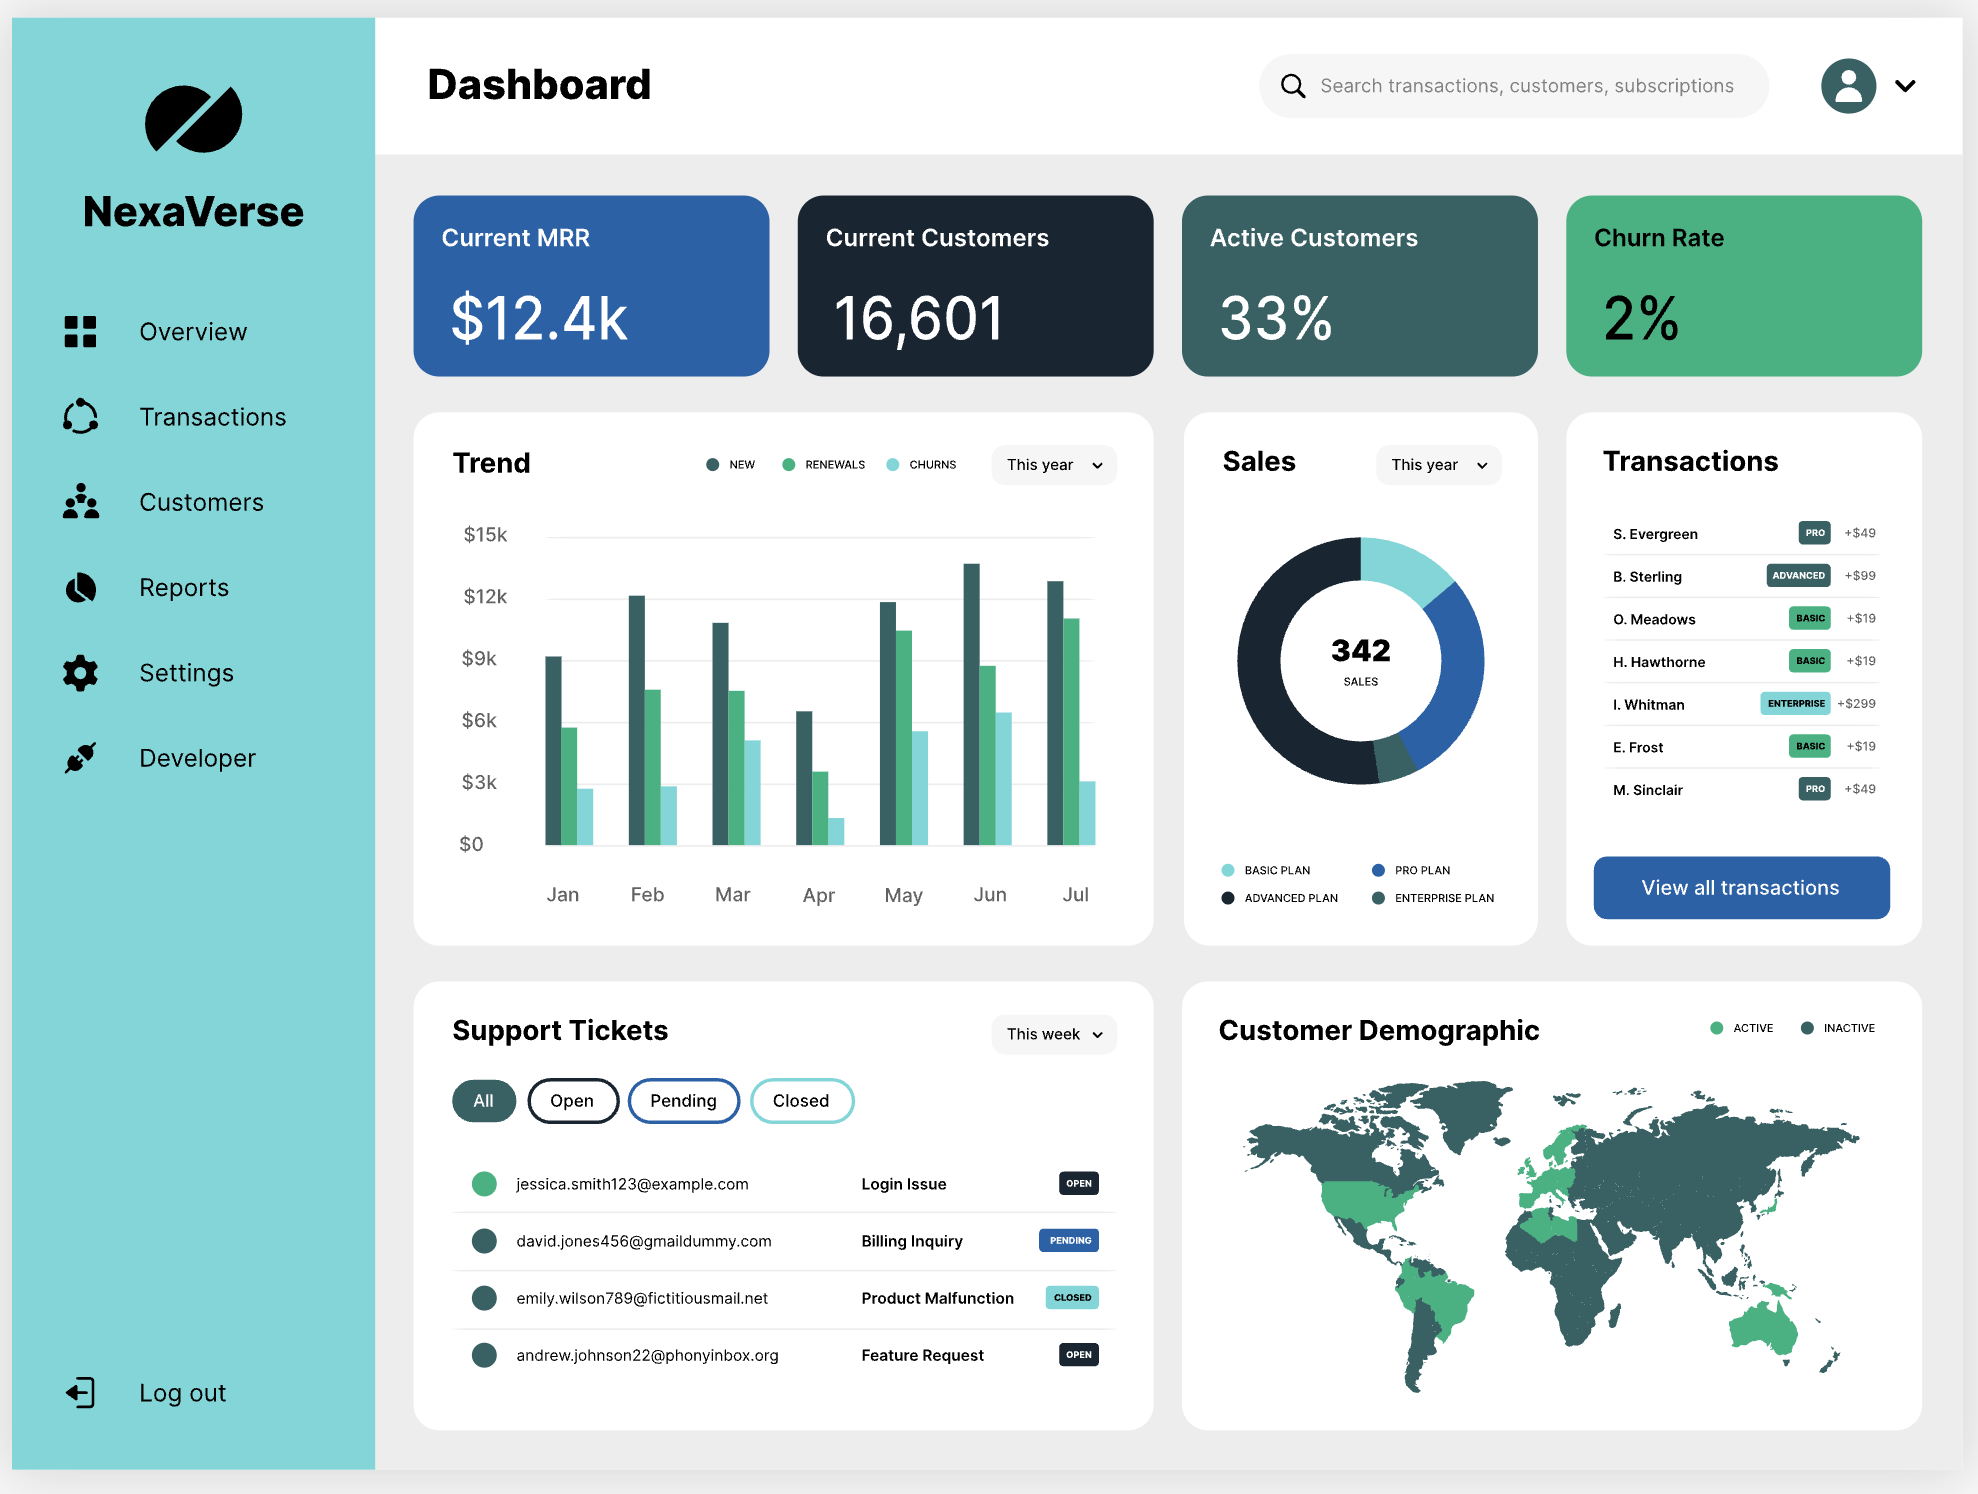 NexaVerse
Overview
Transactions
Customers
Reports
Settings
Developer
Log out
Dashboard
Search transactions, customers, subscriptions
Current MRR
$12.4k
Current Customers
16,601
Active Customers
33%
Churn Rate
2%
Trend
NEW RENEWALS CHURNS
This year
$15k
$12k
$9k
$6k
$3k
$0
Jan Feb Mar Apr May Jun Jul
Sales
This year
342
SALES
BASIC PLAN PRO PLAN
ADVANCED PLAN ENTERPRISE PLAN
Transactions
S. Evergreen PRO +$49
B. Sterling ADVANCED +$99
O. Meadows BASIC +$19
H. Hawthorne BASIC +$19
I. Whitman ENTERPRISE +$299
E. Frost BASIC +$19
M. Sinclair PRO +$49
View all transactions
Support Tickets
This week
All Open Pending Closed
jessica.smith123@example.com Login Issue OPEN
david.jones456@gmaildummy.com Billing Inquiry PENDING
emily.wilson789@fictitiousmail.net Product Malfunction CLOSED
andrew.johnson22@phonyinbox.org Feature Request OPEN
Customer Demographic
ACTIVE INACTIVE